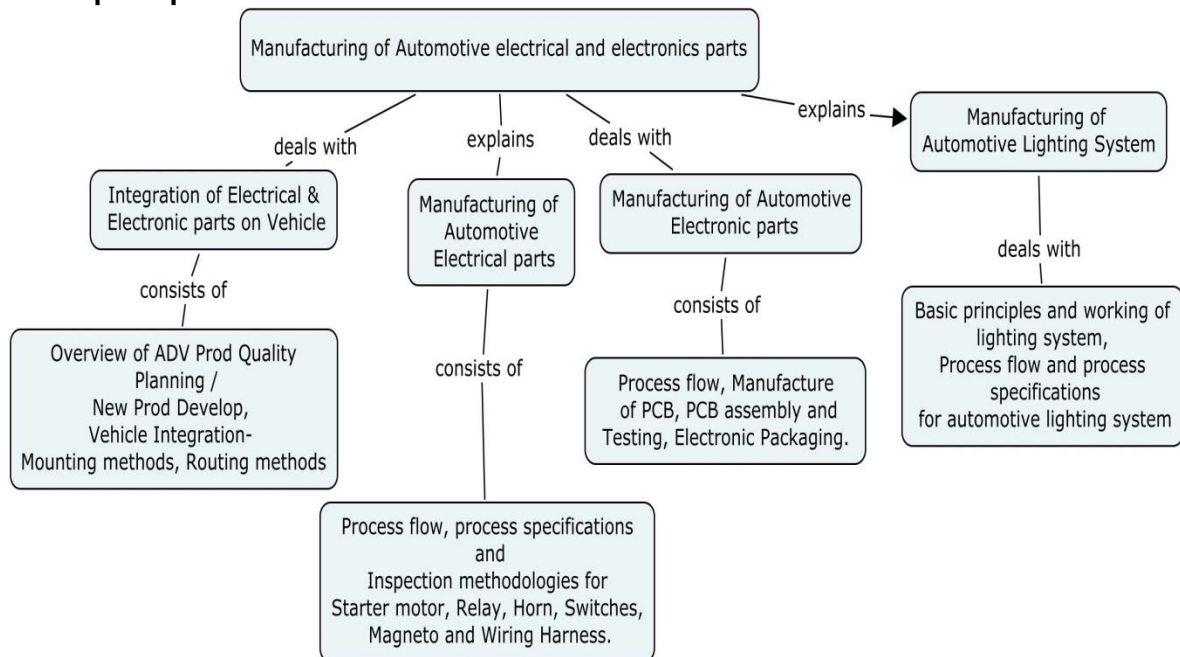 Manufacturing of Automotive electrical and electronics parts
explains
Manufacturing of
Automotive Lighting System
deals with
explains
deals with
Integration of Electrical &
Electronic parts on Vehicle
Manufacturing of
Automotive
Electrical parts
Manufacturing of Automotive
Electronic parts
deals with
consists of
consists of
consists of
Overview of ADV Prod Quality
Planning /
New Prod Develop,
Vehicle Integration-
Mounting methods, Routing methods
Process flow, Manufacture
of PCB, PCB assembly and
Testing, Electronic Packaging.
Basic principles and working of
lighting system,
Process flow and process
specifications
for automotive lighting system
Process flow, process specifications
and
Inspection methodologies for
Starter motor, Relay, Horn, Switches,
Magneto and Wiring Harness.